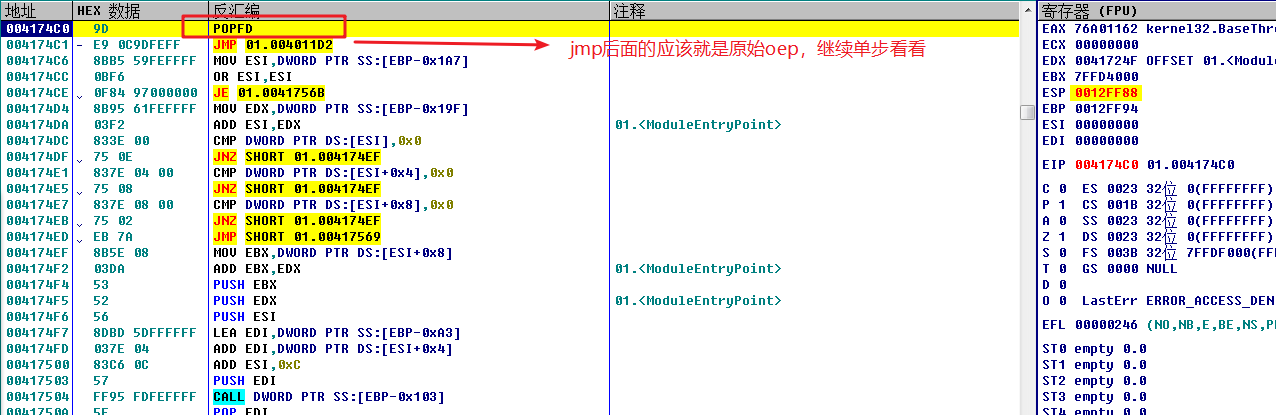 地址 HEX 数据 反汇编 注释 寄存器 (FPU)
004174C0 9D POPFD EAX 76A01162 kernel32.BaseThr
004174C1 - E9 0C9DFEFF JMP 01.004011D2 ECX 00000000
jmp后面的应该就是原始oep，继续单步看看
004174C6 8BB5 59FEFFFF MOV ESI,DWORD PTR SS:[EBP-0x1A7] EDX 0041724F OFFSET 01.<Modu
004174CC 0BF6 OR ESI,ESI EBX 7FFD4000
004174CE 0F84 97000000 JE 01.0041756B ESP 0012FF88
004174D4 8B95 61FEFFFF MOV EDX,DWORD PTR SS:[EBP-0x19F] EBP 0012FF94
004174DA 03F2 ADD ESI,EDX 01.<ModuleEntryPoint> ESI 00000000
004174DC 833E 00 CMP DWORD PTR DS:[ESI],0x0 EDI 00000000
004174DF 75 0E JNZ SHORT 01.004174EF
004174E1 837E 04 00 CMP DWORD PTR DS:[ESI+0x4],0x0 EIP 004174C0 01.004174C0
004174E5 75 08 JNZ SHORT 01.004174EF C 0 ES 0023 32位 0(FFFFFFFF)
004174E7 837E 08 00 CMP DWORD PTR DS:[ESI+0x8],0x0 P 1 CS 001B 32位 0(FFFFFFFF)
004174EB 75 02 JNZ SHORT 01.004174EF A 0 SS 0023 32位 0(FFFFFFFF)
004174ED EB 7A JMP SHORT 01.00417569 Z 1 DS 0023 32位 0(FFFFFFFF)
004174EF 8B5E 08 MOV EBX,DWORD PTR DS:[ESI+0x8] S 0 FS 003B 32位 7FFDF000(FF
004174F2 03DA ADD EBX,EDX 01.<ModuleEntryPoint> T 0 GS 0000 NULL
004174F4 53 PUSH EBX D 0
004174F5 52 PUSH EDX 01.<ModuleEntryPoint> O 0 LastErr ERROR_ACCESS_DEN
004174F6 56 PUSH ESI
004174F7 8DBD 5DFFFFFF LEA EDI,DWORD PTR SS:[EBP-0xA3] EFL 00000246 (NO,NB,E,BE,NS,P
004174FD 037E 04 ADD EDI,DWORD PTR DS:[ESI+0x4] ST0 empty 0.0
00417500 83C6 0C ADD ESI,0xC ST1 empty 0.0
00417503 57 PUSH EDI ST2 empty 0.0
00417504 FF95 FDFEFFFF CALL DWORD PTR SS:[EBP-0x103] ST3 empty 0.0
0041750A 5F POP EDI ST4 empty 0.0